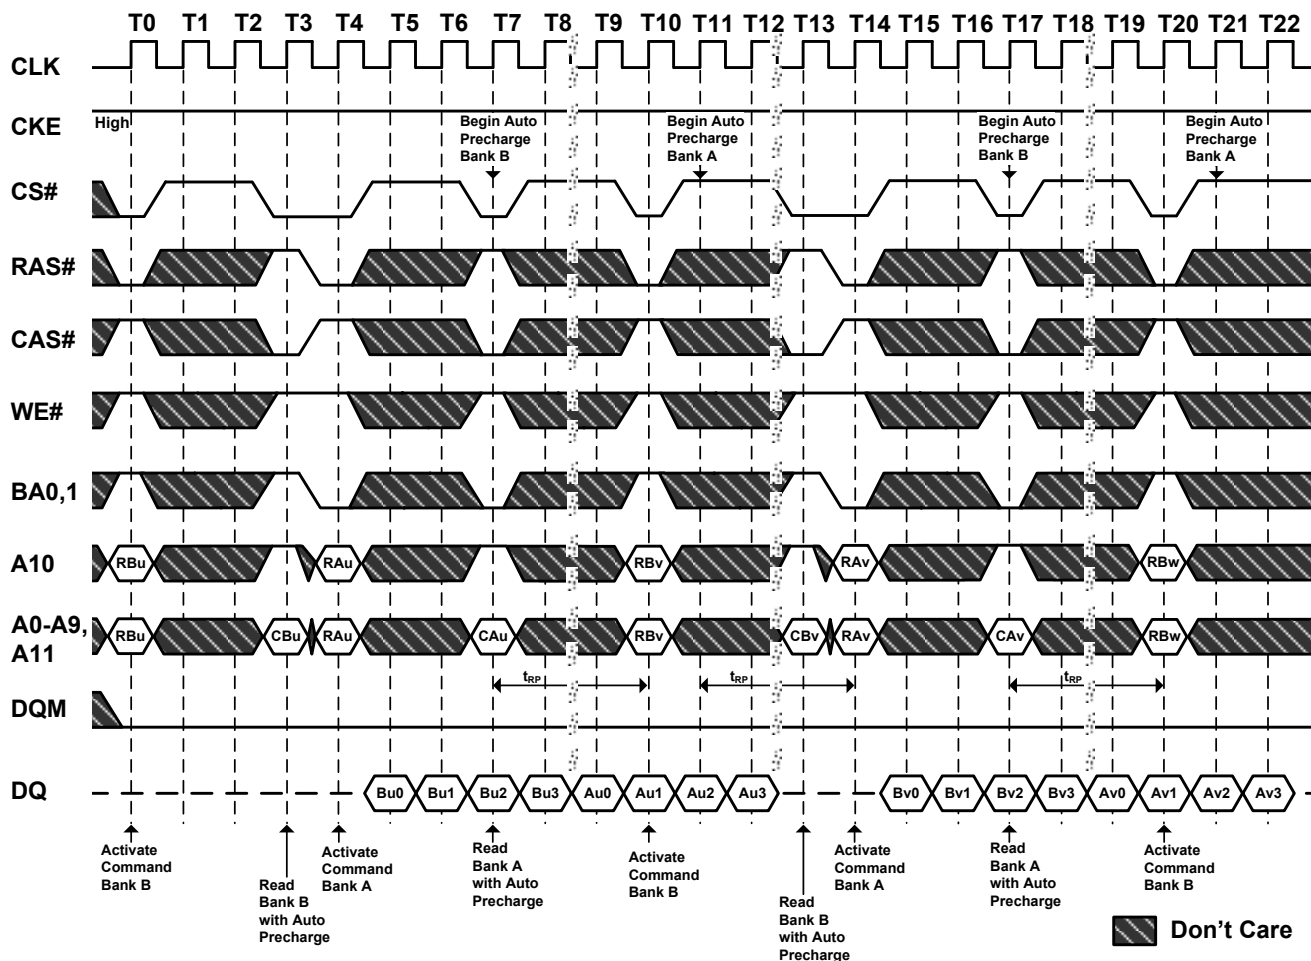 T0 T1 T2 T3 T4 T5 T6 T7 T8 T9 T10 T11 T12 T13 T14 T15 T16 T17 T18 T19 T20 T21 T22
CLK
CKE
High
Begin Auto
Precharge
Bank B
Begin Auto
Precharge
Bank A
Begin Auto
Precharge
Bank B
Begin Auto
Precharge
Bank A
CS#
RAS#
CAS#
WE#
BA0,1
A10
RBu RAu RBv RAv RBw
A0-A9,
A11
RBu CBu RAu CAu RBv CBv RAv CAv RBw
tRP tRP tRP
DQM
DQ
Bu0 Bu1 Bu2 Bu3 Au0 Au1 Au2 Au3 Bv0 Bv1 Bv2 Bv3 Av0 Av1 Av2 Av3
Activate
Command
Bank B
Read
Bank B
with Auto
Precharge
Activate
Command
Bank A
Read
Bank A
with Auto
Precharge
Activate
Command
Bank B
Read
Bank B
with Auto
Precharge
Activate
Command
Bank A
Read
Bank A
with Auto
Precharge
Activate
Command
Bank B
Don't Care